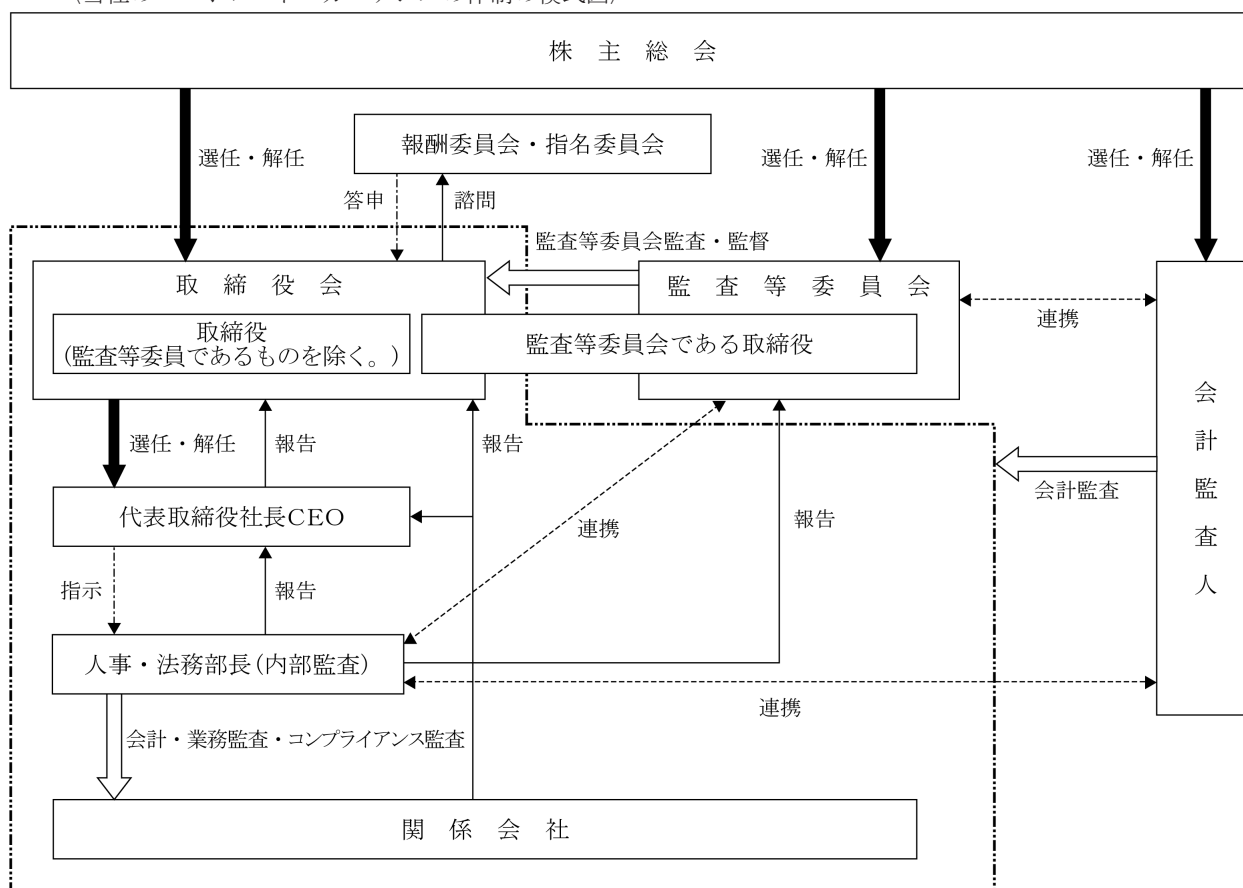 株主総会
選任・解任
報酬委員会・指名委員会
選任・解任
選任・解任
答申
諮問
監査等委員会監査・監督
取締役会
監査等委員会
連携
取締役
(監査等委員であるものを除く。)
監査等委員会である取締役
会計監査人
選任・解任
報告
報告
会計監査
代表取締役社長CEO
連携
報告
指示
報告
人事・法務部長(内部監査)
連携
会計・業務監査・コンプライアンス監査
関係会社